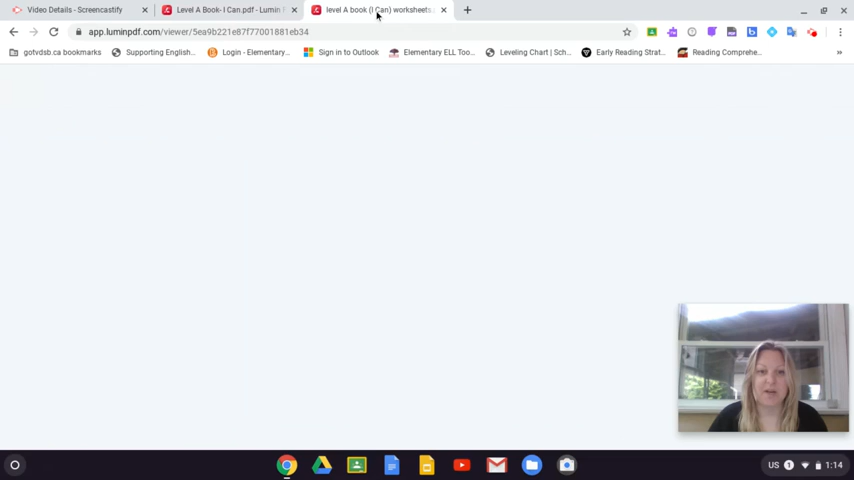 Video Details - Screencastify
Level A Book- I Can.pdf - Lumin
level A book (I Can) worksheets
app.luminpdf.com/viewer/5ea9b221e87f77001881eb34
gotvdsb.ca bookmarks
Supporting English...
Login - Elementary...
Sign in to Outlook
Elementary ELL Too...
Leveling Chart | Sch...
Early Reading Strat...
Reading Comprehe...
US 1 1:14